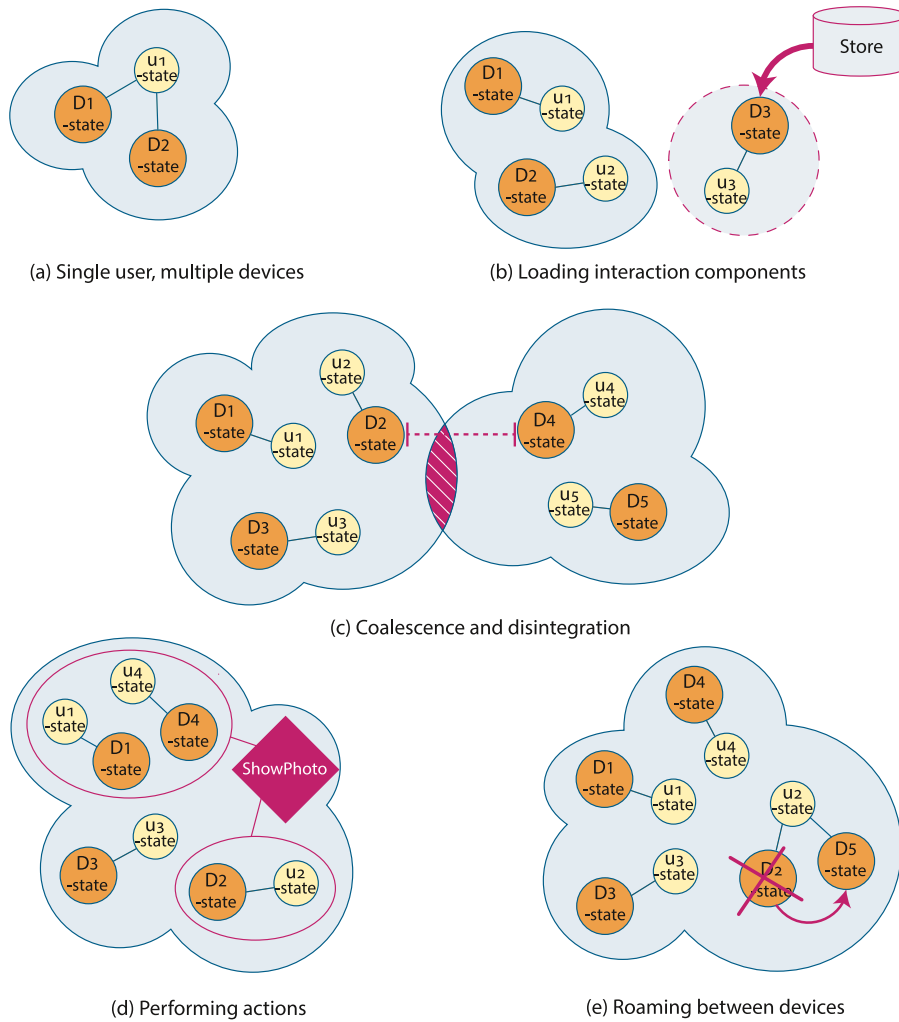 u1
-state
D1
-state
D2
-state
(a) Single user, multiple devices
Store
D1
-state
u1
-state
D2
-state
u2
-state
D3
-state
u3
-state
(b) Loading interaction components
u2
-state
D1
-state
u1
-state
D2
-state
D3
-state
u3
-state
u4
-state
D4
-state
u5
-state
D5
-state
(c) Coalescence and disintegration
u4
-state
u1
-state
D4
-state
D1
-state
ShowPhoto
u3
-state
D3
-state
D2
-state
u2
-state
(d) Performing actions
D4
-state
u4
-state
D1
-state
u1
-state
u2
-state
u3
-state
D2
-state
D5
-state
D3
-state
(e) Roaming between devices